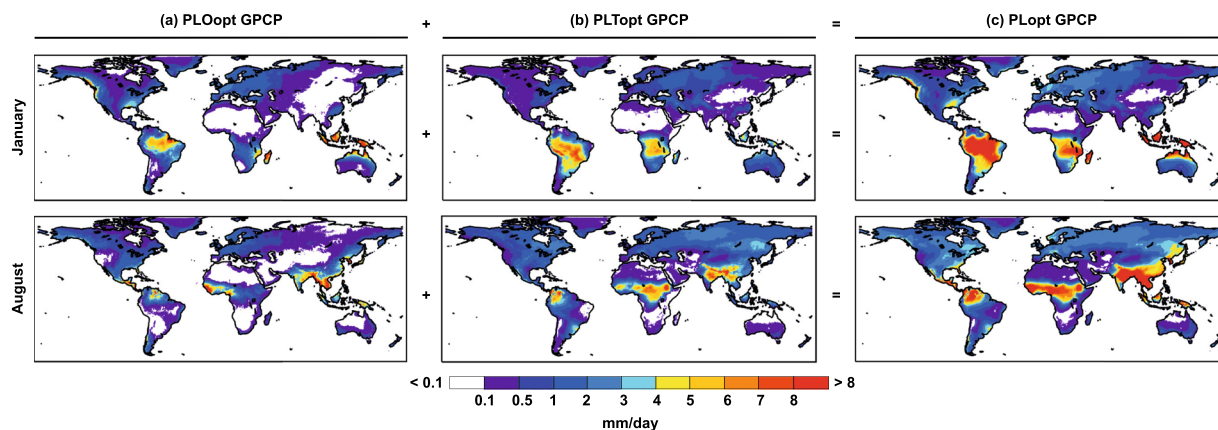 (a) PLOopt GPCP + (b) PLTopt GPCP = (c) PLopt GPCP
January + =
August + =
< 0.1 > 8
0.1 0.5 1 2 3 4 5 6 7 8
mm/day